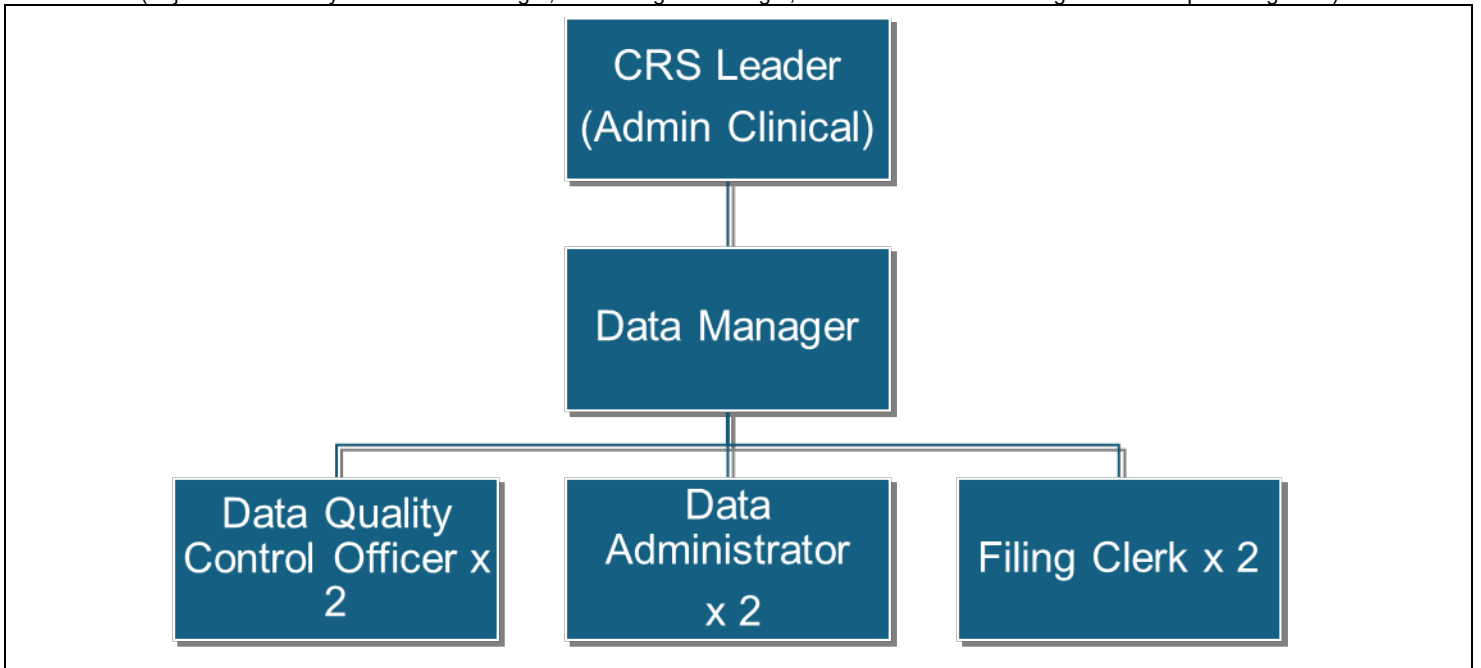 CRS Leader
(Admin Clinical)
Data Manager
Data Quality
Control Officer x
2
Data
Administrator
x 2
Filing Clerk x 2